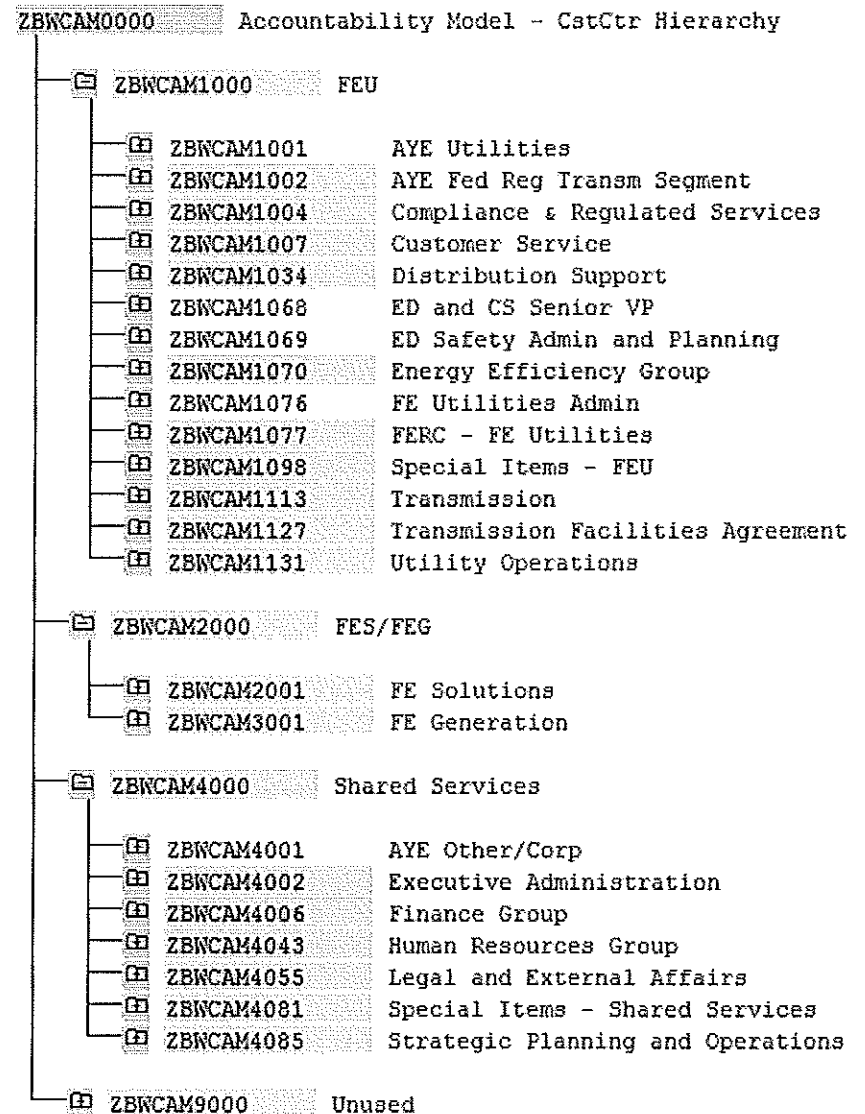 ZBWCAM0000 Accountability Model - CstCtr Hierarchy
ZBWCAM1000 FEU
ZBWCAM1001 AYE Utilities
ZBWCAM1002 AYE Fed Reg Transm Segment
ZBWCAM1004 Compliance & Regulated Services
ZBWCAM1007 Customer Service
ZBWCAM1034 Distribution Support
ZBWCAM1068 ED and CS Senior VP
ZBWCAM1069 ED Safety Admin and Planning
ZBWCAM1070 Energy Efficiency Group
ZBWCAM1076 FE Utilities Admin
ZBWCAM1077 FERC - FE Utilities
ZBWCAM1098 Special Items - FEU
ZBWCAM1113 Transmission
ZBWCAM1127 Transmission Facilities Agreement
ZBWCAM1131 Utility Operations
ZBWCAM2000 FES/FEG
ZBWCAM2001 FE Solutions
ZBWCAM3001 FE Generation
ZBWCAM4000 Shared Services
ZBWCAM4001 AYE Other/Corp
ZBWCAM4002 Executive Administration
ZBWCAM4006 Finance Group
ZBWCAM4043 Human Resources Group
ZBWCAM4055 Legal and External Affairs
ZBWCAM4081 Special Items - Shared Services
ZBWCAM4085 Strategic Planning and Operations
ZBWCAM9000 Unused